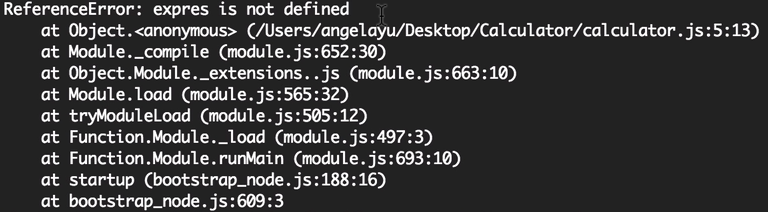 ReferenceError: expres is not defined
    at Object.<anonymous> (/Users/angelayu/Desktop/Calculator/calculator.js:5:13)
    at Module._compile (module.js:652:30)
    at Object.Module._extensions..js (module.js:663:10)
    at Module.load (module.js:565:32)
    at tryModuleLoad (module.js:505:12)
    at Function.Module._load (module.js:497:3)
    at Function.Module.runMain (module.js:693:10)
    at startup (bootstrap_node.js:188:16)
    at bootstrap_node.js:609:3